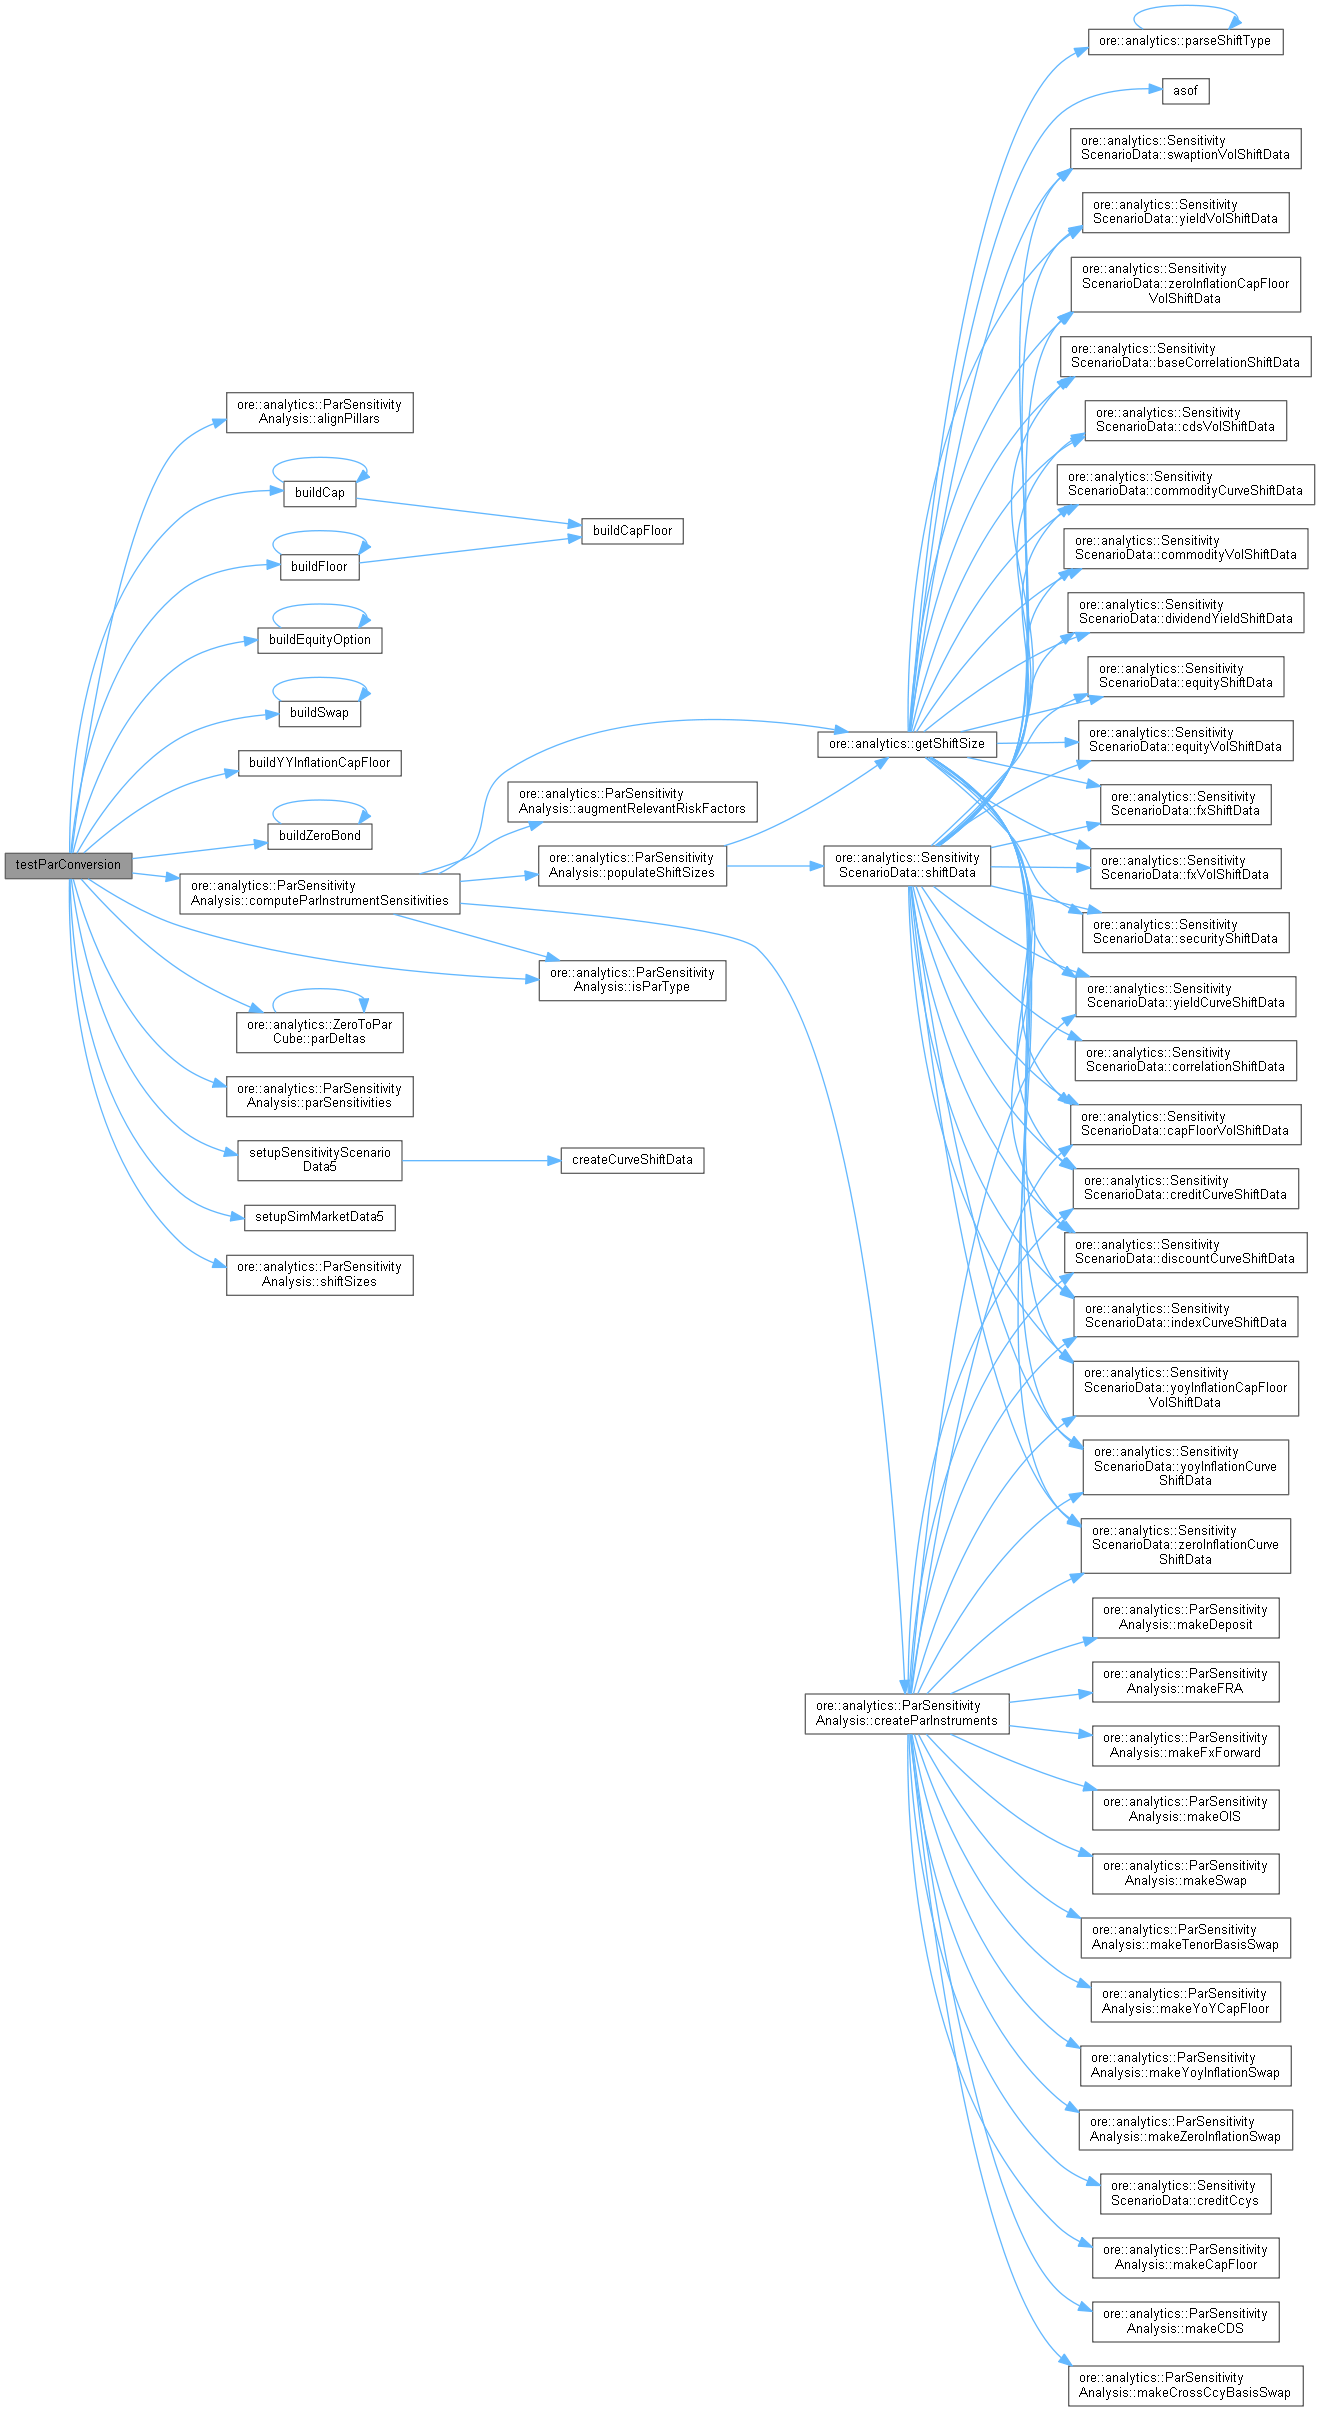 testParConversion
ore::analytics::ParSensitivity
Analysis::alignPillars
buildCap
buildFloor
buildEquityOption
buildSwap
buildYYInflationCapFloor
buildZeroBond
ore::analytics::ParSensitivity
Analysis::computeParInstrumentSensitivities
ore::analytics::ZeroToPar
Cube::parDeltas
ore::analytics::ParSensitivity
Analysis::parSensitivities
setupSensitivityScenario
Data5
setupSimMarketData5
ore::analytics::ParSensitivity
Analysis::shiftSizes
buildCapFloor
ore::analytics::ParSensitivity
Analysis::augmentRelevantRiskFactors
ore::analytics::ParSensitivity
Analysis::populateShiftSizes
ore::analytics::ParSensitivity
Analysis::isParType
createCurveShiftData
ore::analytics::getShiftSize
ore::analytics::Sensitivity
ScenarioData::shiftData
ore::analytics::ParSensitivity
Analysis::createParInstruments
ore::analytics::parseShiftType
asof
ore::analytics::Sensitivity
ScenarioData::swaptionVolShiftData
ore::analytics::Sensitivity
ScenarioData::yieldVolShiftData
ore::analytics::Sensitivity
ScenarioData::zeroInflationCapFloor
VolShiftData
ore::analytics::Sensitivity
ScenarioData::baseCorrelationShiftData
ore::analytics::Sensitivity
ScenarioData::cdsVolShiftData
ore::analytics::Sensitivity
ScenarioData::commodityCurveShiftData
ore::analytics::Sensitivity
ScenarioData::commodityVolShiftData
ore::analytics::Sensitivity
ScenarioData::dividendYieldShiftData
ore::analytics::Sensitivity
ScenarioData::equityShiftData
ore::analytics::Sensitivity
ScenarioData::equityVolShiftData
ore::analytics::Sensitivity
ScenarioData::fxShiftData
ore::analytics::Sensitivity
ScenarioData::fxVolShiftData
ore::analytics::Sensitivity
ScenarioData::securityShiftData
ore::analytics::Sensitivity
ScenarioData::yieldCurveShiftData
ore::analytics::Sensitivity
ScenarioData::correlationShiftData
ore::analytics::Sensitivity
ScenarioData::capFloorVolShiftData
ore::analytics::Sensitivity
ScenarioData::creditCurveShiftData
ore::analytics::Sensitivity
ScenarioData::discountCurveShiftData
ore::analytics::Sensitivity
ScenarioData::indexCurveShiftData
ore::analytics::Sensitivity
ScenarioData::yoyInflationCapFloor
VolShiftData
ore::analytics::Sensitivity
ScenarioData::yoyInflationCurve
ShiftData
ore::analytics::Sensitivity
ScenarioData::zeroInflationCurve
ShiftData
ore::analytics::ParSensitivity
Analysis::makeDeposit
ore::analytics::ParSensitivity
Analysis::makeFRA
ore::analytics::ParSensitivity
Analysis::makeFxForward
ore::analytics::ParSensitivity
Analysis::makeOIS
ore::analytics::ParSensitivity
Analysis::makeSwap
ore::analytics::ParSensitivity
Analysis::makeTenorBasisSwap
ore::analytics::ParSensitivity
Analysis::makeYoYCapFloor
ore::analytics::ParSensitivity
Analysis::makeYoyInflationSwap
ore::analytics::ParSensitivity
Analysis::makeZeroInflationSwap
ore::analytics::Sensitivity
ScenarioData::creditCcys
ore::analytics::ParSensitivity
Analysis::makeCapFloor
ore::analytics::ParSensitivity
Analysis::makeCDS
ore::analytics::ParSensitivity
Analysis::makeCrossCcyBasisSwap